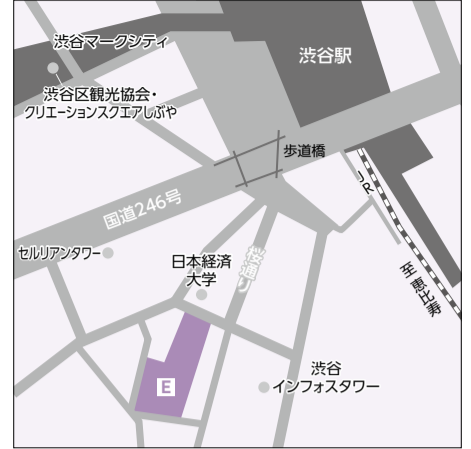 渋谷マークシティ
渋谷駅
渋谷区観光協会・
クリエーションスクエアしぶや
歩道橋
JR
国道246号
セルリアンタワー
日本経済
大学
桜通り
至恵比寿
E
渋谷
インフォスタワー